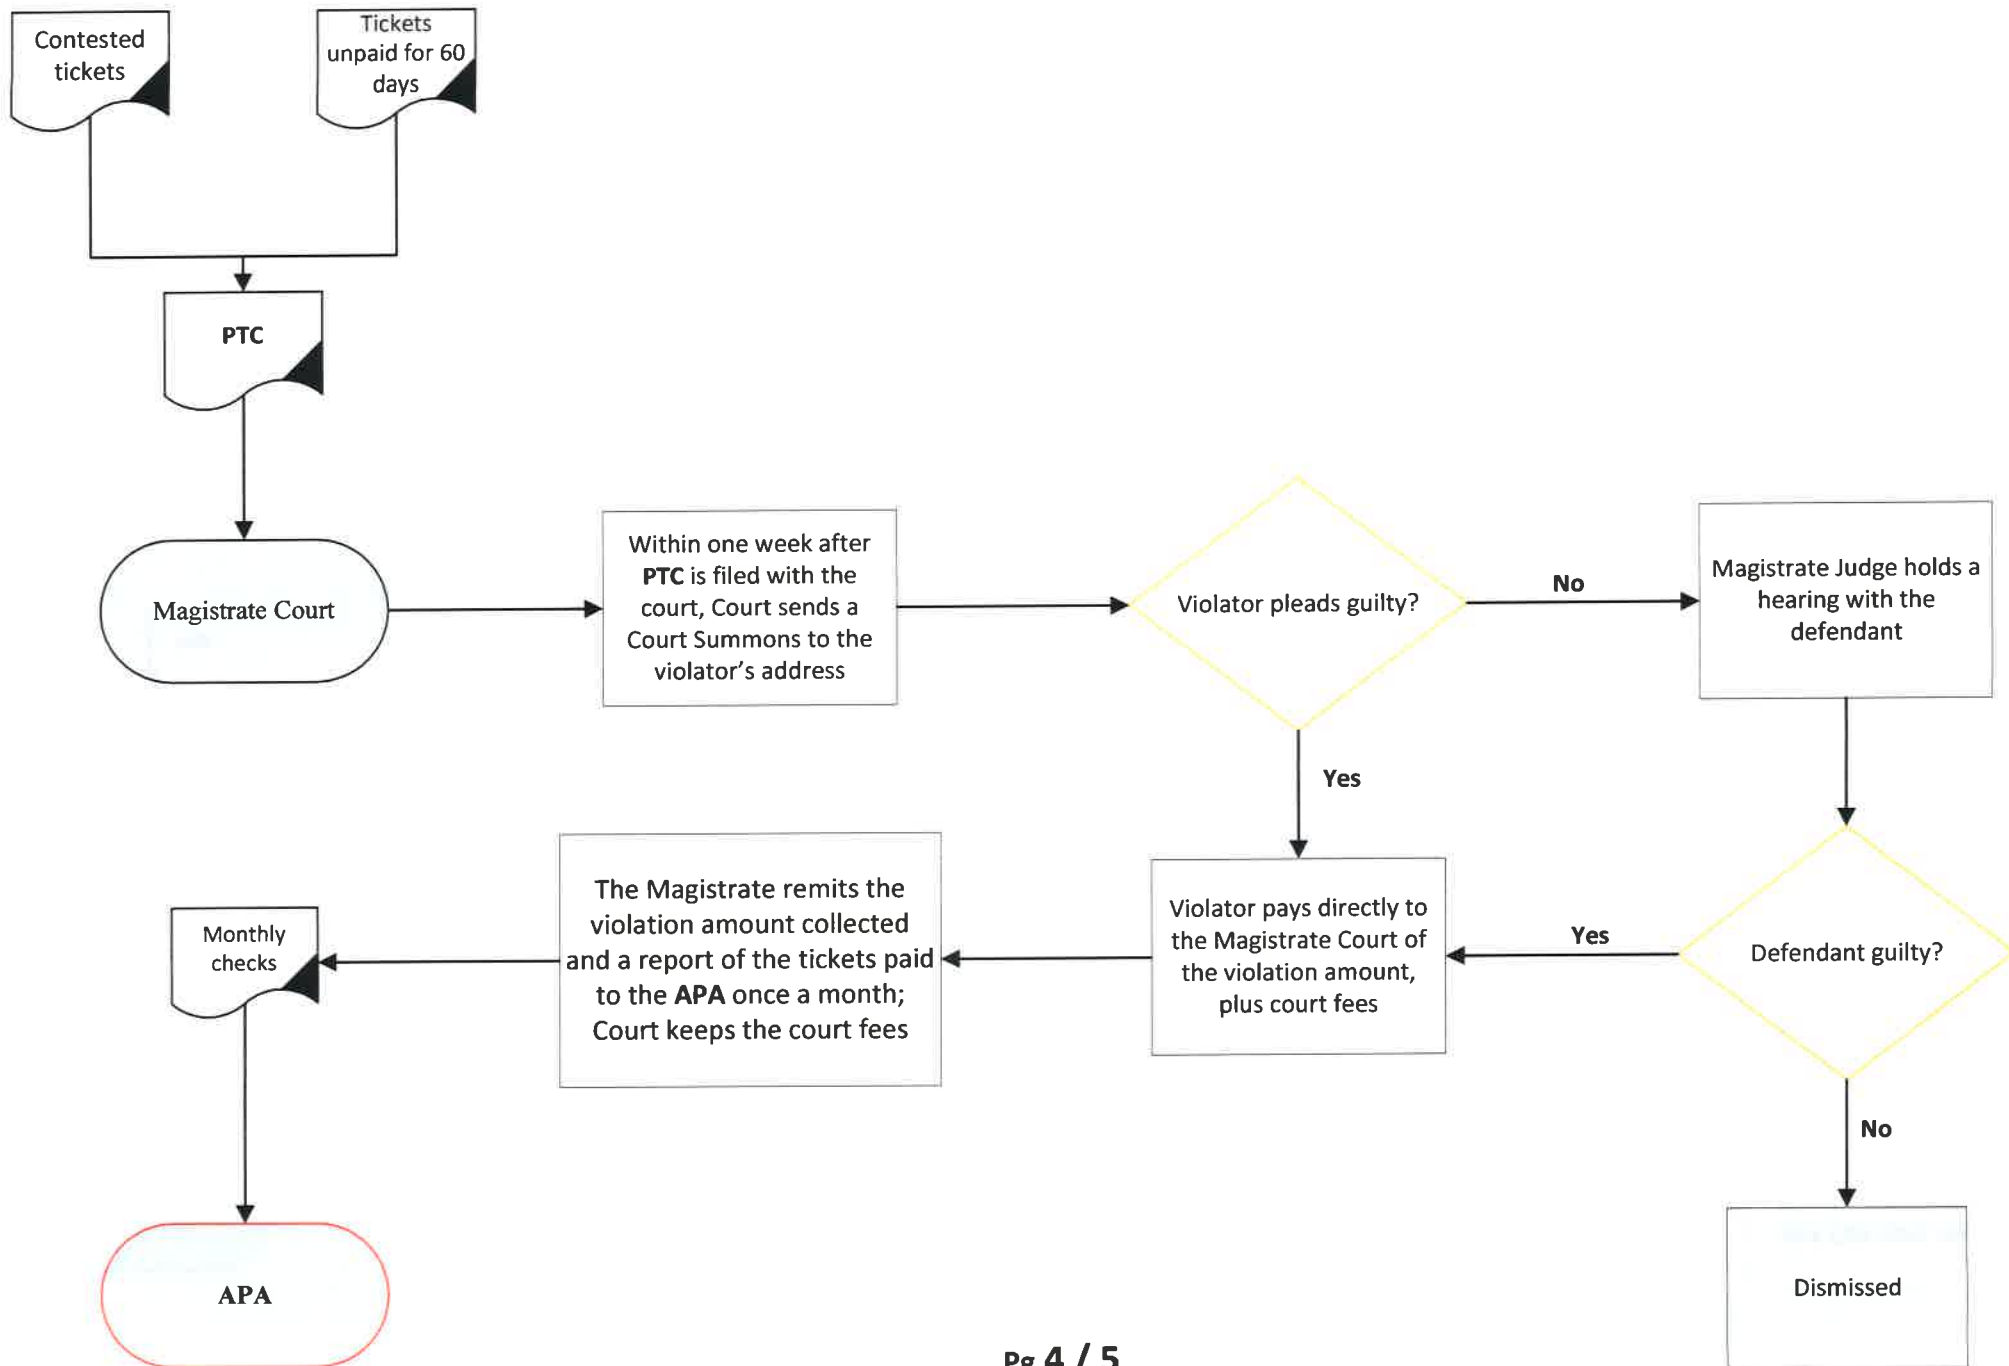 Contested
tickets
Tickets
unpaid for 60
days
PTC
Magistrate Court
Within one week after
PTC is filed with the
court, Court sends a
Court Summons to the
violator's address
Violator pleads guilty?
No
Magistrate Judge holds a
hearing with the
defendant
Yes
Defendant guilty?
Yes
Violator pays directly to
the Magistrate Court of
the violation amount,
plus court fees
The Magistrate remits the
violation amount collected
and a report of the tickets paid
to the APA once a month;
Court keeps the court fees
Monthly
checks
APA
No
Dismissed
Pg 4 / 5